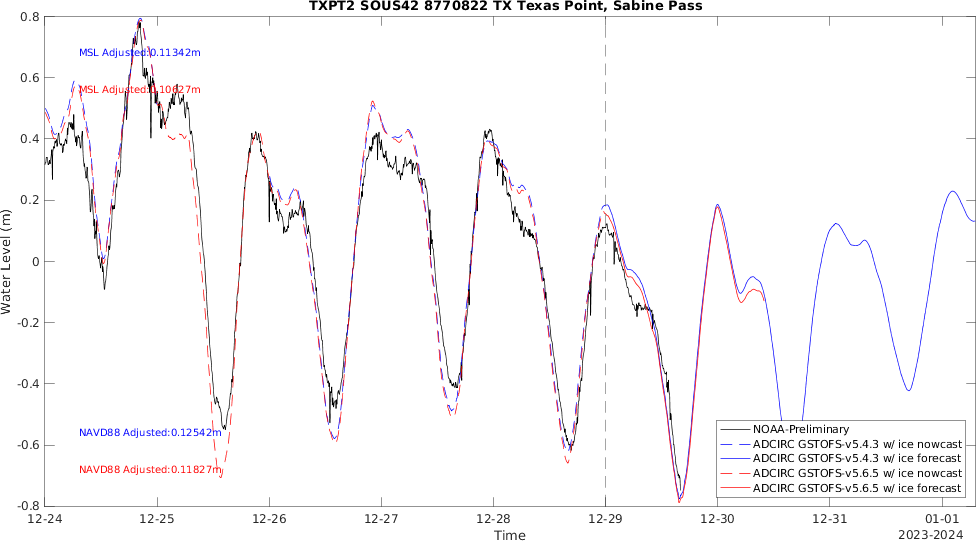 TXPT2 SOUS42 8770822 TX Texas Point, Sabine Pass
Water Level (m)
0.8
0.6
0.4
0.2
0
-0.2
-0.4
-0.6
-0.8
MSL Adjusted:0.11342m
MSL Adjusted:0.10627m
NAVD88 Adjusted:0.12542m
NAVD88 Adjusted:0.11827m
NOAA-Preliminary
ADCIRC GSTOFS-v5.4.3 w/ ice nowcast
ADCIRC GSTOFS-v5.4.3 w/ ice forecast
ADCIRC GSTOFS-v5.6.5 w/ ice nowcast
ADCIRC GSTOFS-v5.6.5 w/ ice forecast
12-24 12-25 12-26 12-27 12-28 12-29 12-30 12-31 01-01
Time
2023-2024